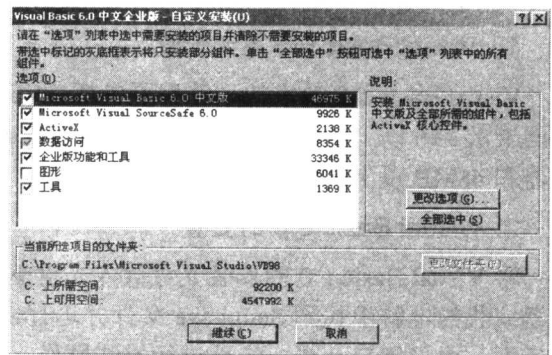 Visual Basic 6.0 中文企业版 - 自定义安装(U)
请在“选项”列表中选中需要安装的项目并清除不需要安装的项目。
带选中标记的灰底框表示将只安装部分组件。单击“全部选中”按钮可选中“选项”列表中的所有
组件。
选项(O)
说明:
Microsoft Visual Basic 6.0 中文版 46975 K
Microsoft Visual SourceSafe 6.0 9926 K
ActiveX 2138 K
数据访问 8354 K
企业版功能和工具 33346 K
图形 6041 K
工具 1369 K
安装 Microsoft Visual Basic
中文版及全部所需的组件，包括
ActiveX 核心控件。
更改选项(G)...
全部选中(S)
当前所选项目的文件夹:
C:\Program Files\Microsoft Visual Studio\VB98
更改文件夹(F)...
C: 上所需空间: 92200 K
C: 上可用空间: 4547992 K
继续(C)
取消